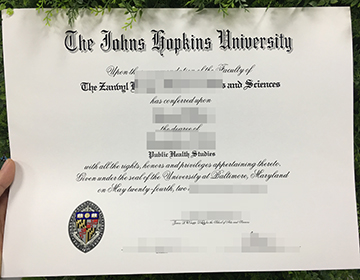 The Johns Hopkins University
Upon the of the Faculty of
The Zanvyl and Sciences
has conferred upon
the degree of
Public Health Studies
with all the rights, honors and privileges appertaining thereto.
Given under the seal of the University at Baltimore, Maryland
on May twenty-fourth, two